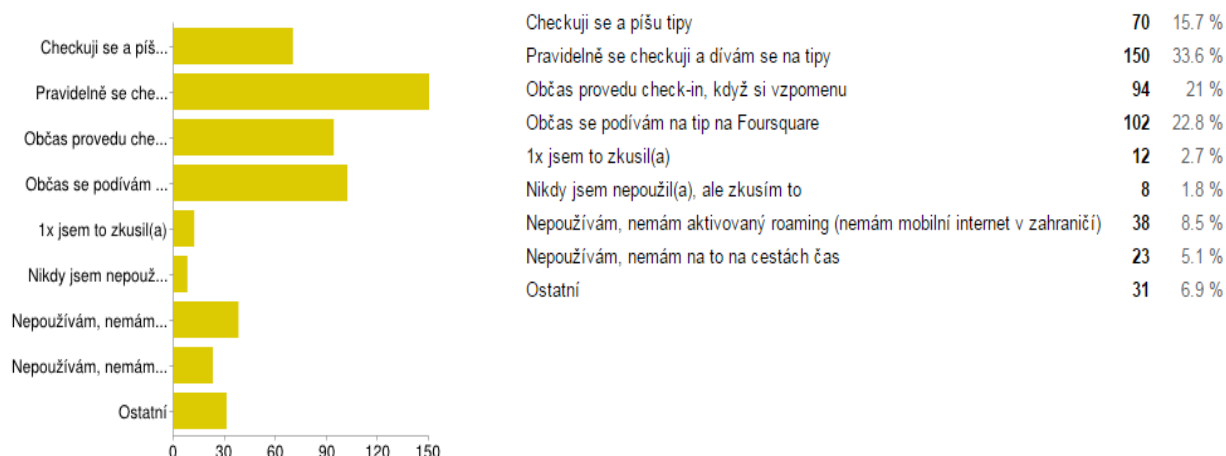 Checkuji se a píš...
Pravidelně se che...
Občas provedu che...
Občas se podívám ...
1x jsem to zkusil(a)
Nikdy jsem nepouž...
Nepoužívám, nemám...
Nepoužívám, nemám...
Ostatní
0 30 60 90 120 150
Checkuji se a píšu tipy 70 15.7 %
Pravidelně se checkuji a dívám se na tipy 150 33.6 %
Občas provedu check-in, když si vzpomenu 94 21 %
Občas se podívám na tip na Foursquare 102 22.8 %
1x jsem to zkusil(a) 12 2.7 %
Nikdy jsem nepoužil(a), ale zkusím to 8 1.8 %
Nepoužívám, nemám aktivovaný roaming (nemám mobilní internet v zahraničí) 38 8.5 %
Nepoužívám, nemám na to na cestách čas 23 5.1 %
Ostatní 31 6.9 %